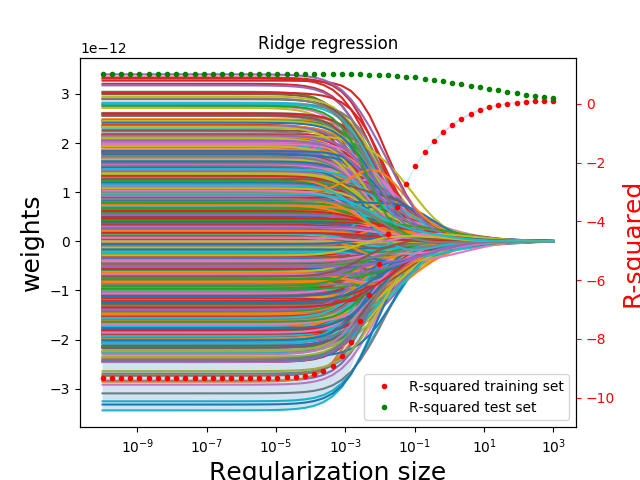 Ridge regression
1e−12
3
2
1
0
−1
−2
−3
weights
0
−2
−4
−6
−8
−10
R-squared
R-squared training set
R-squared test set
10⁻⁹
10⁻⁷
10⁻⁵
10⁻³
10⁻¹
10¹
10³
Regularization size